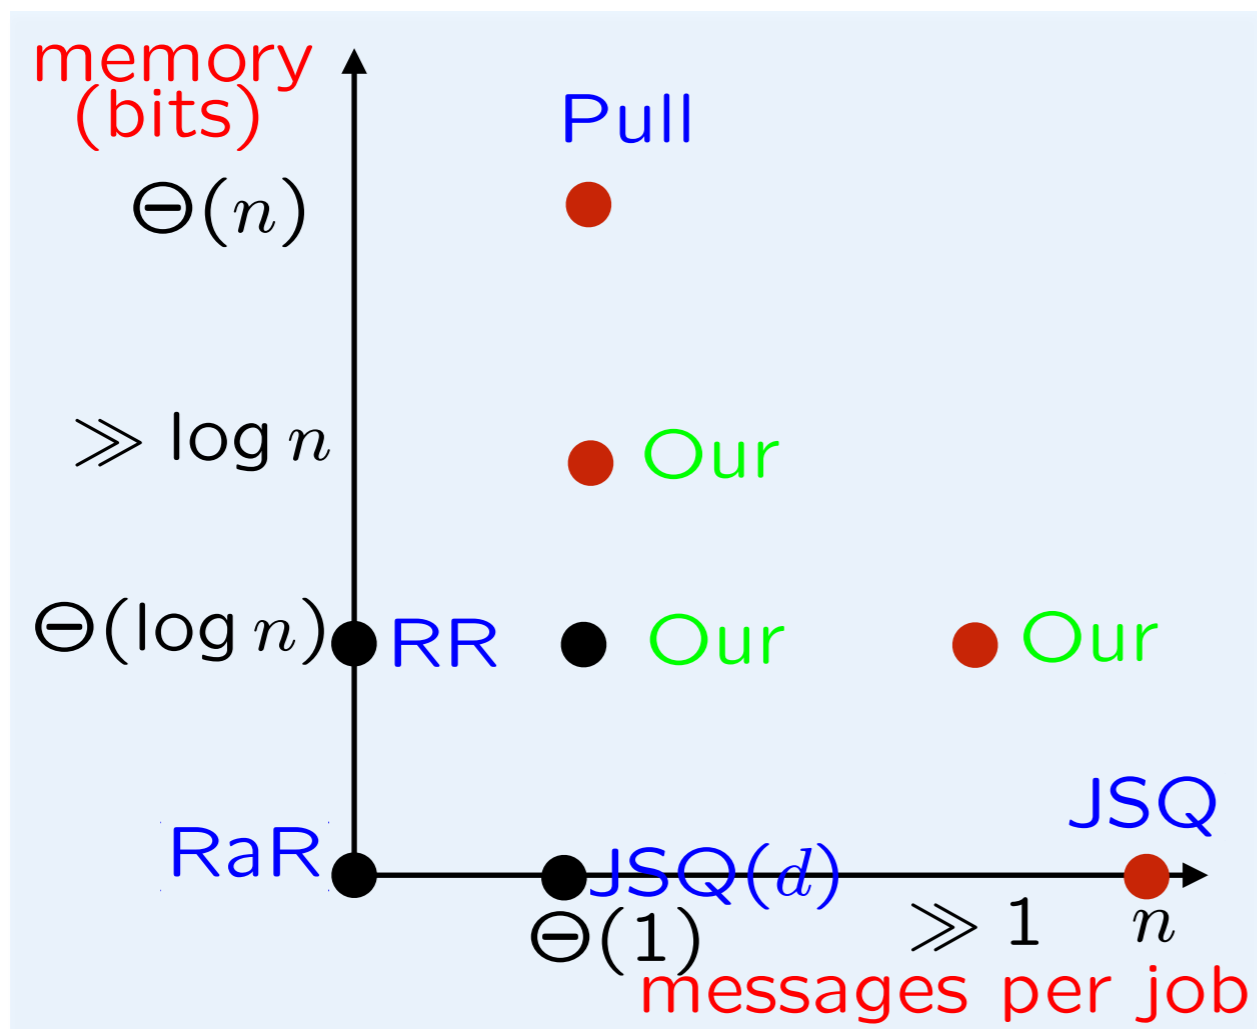 memory
(bits)
Pull
Θ(n)
≫ log n
Our
Θ(log n)
RR
Our
Our
JSQ
RaR
JSQ(d)
Θ(1)
≫ 1
n
messages per job